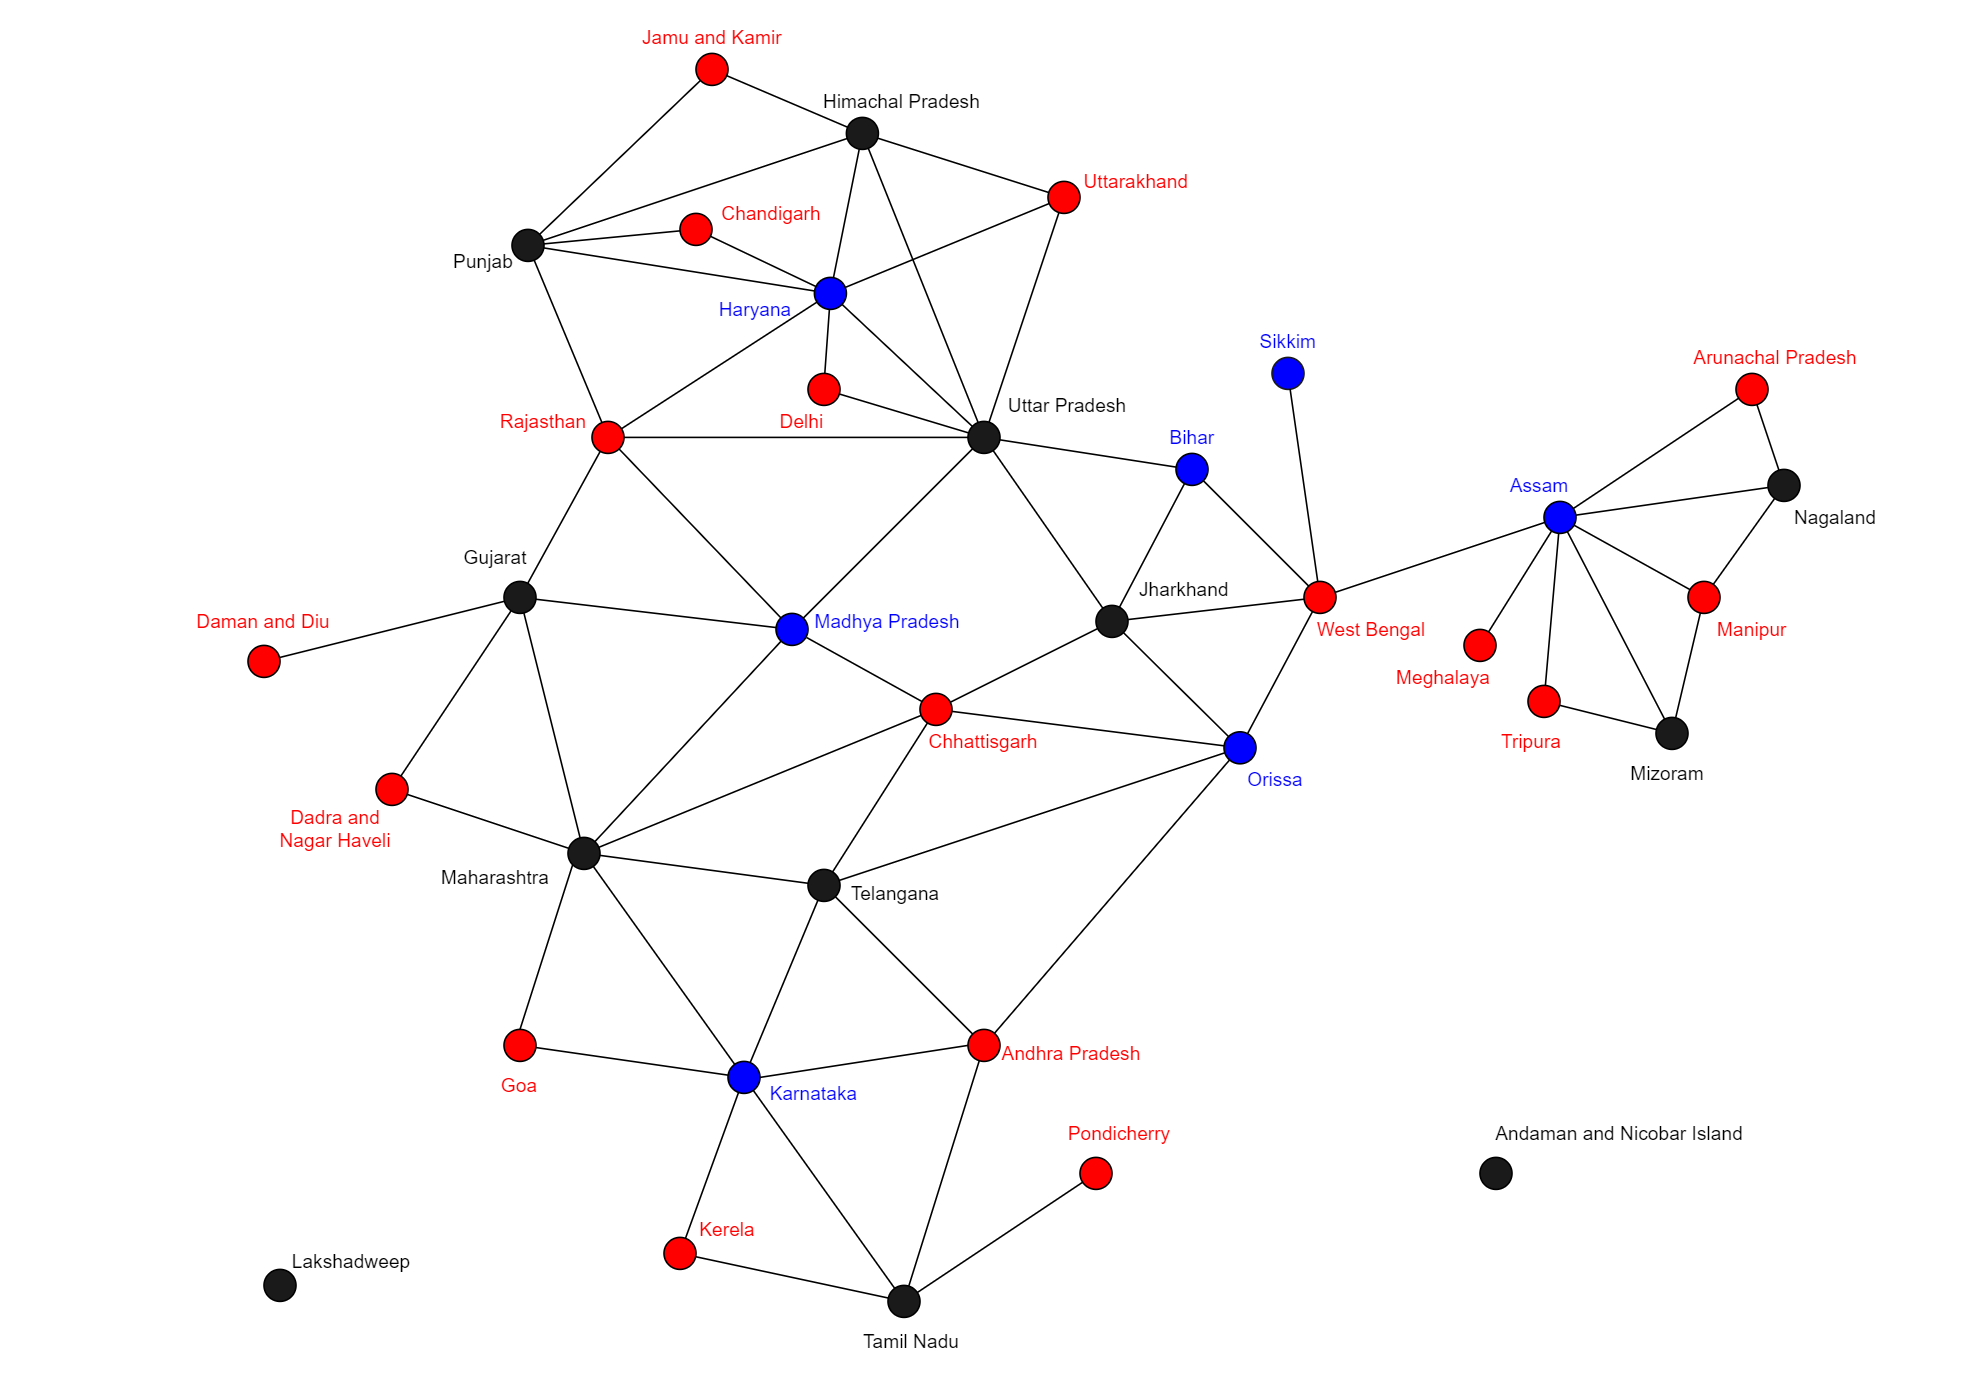 Jamu and Kamir
Himachal Pradesh
Uttarakhand
Chandigarh
Punjab
Haryana
Sikkim
Arunachal Pradesh
Uttar Pradesh
Rajasthan
Delhi
Bihar
Assam
Nagaland
Gujarat
Jharkhand
Daman and Diu
Madhya Pradesh
West Bengal
Manipur
Meghalaya
Chhattisgarh
Tripura
Mizoram
Orissa
Dadra and
Nagar Haveli
Maharashtra
Telangana
Andhra Pradesh
Goa
Karnataka
Pondicherry
Andaman and Nicobar Island
Kerela
Lakshadweep
Tamil Nadu